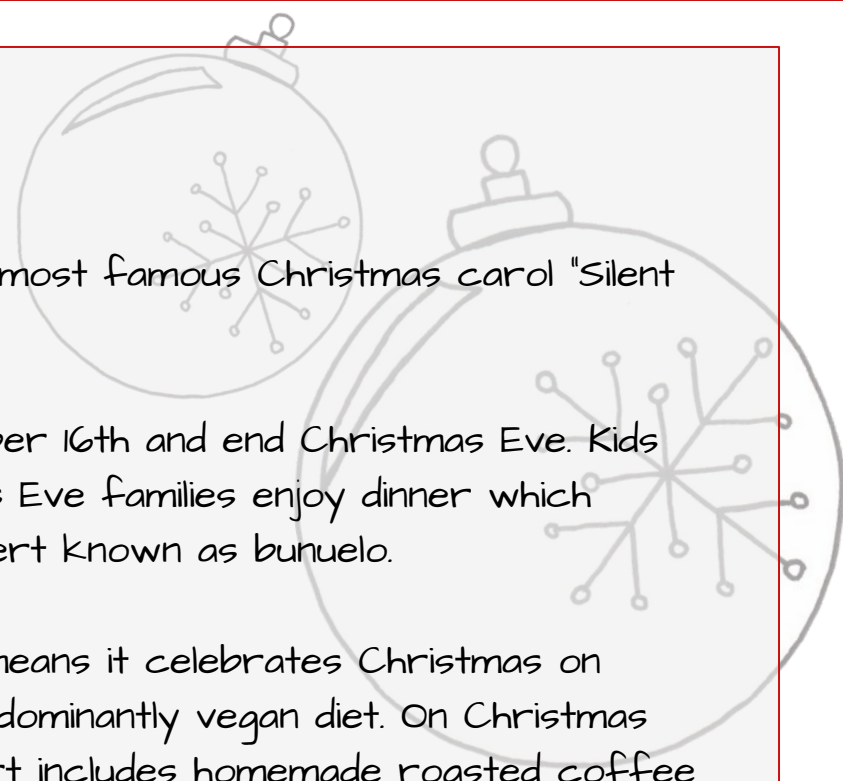 most famous Christmas carol "Silent
er 16th and end Christmas Eve. Kids
s Eve families enjoy dinner which
ert known as bunuelo.
means it celebrates Christmas on
dominantly vegan diet. On Christmas
rt includes homemade roasted coffee